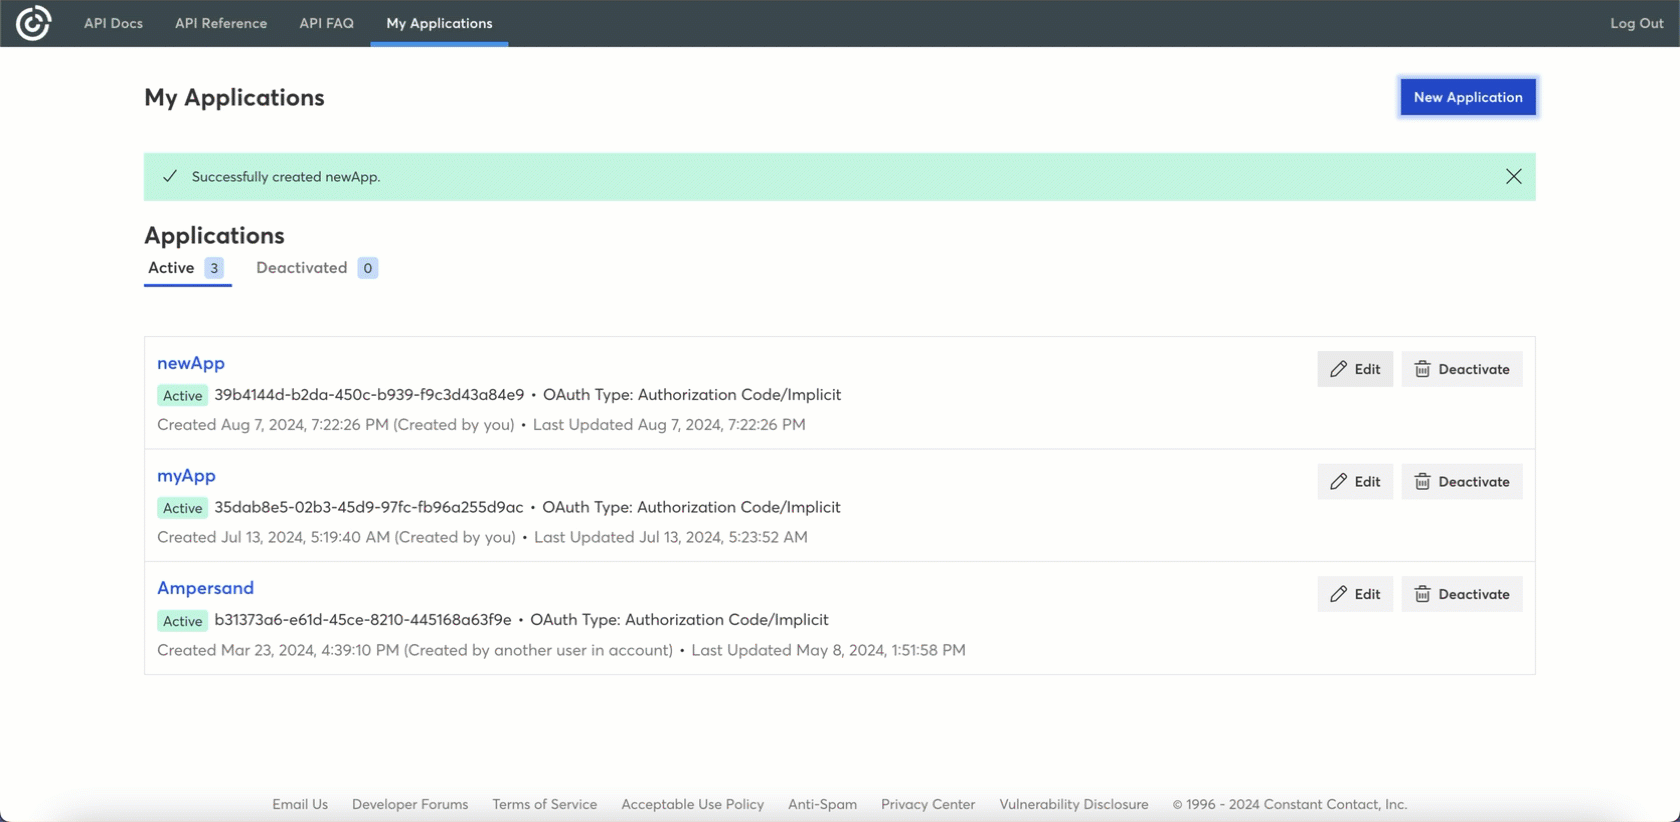 API Docs API Reference API FAQ My Applications Log Out
My Applications
New Application
Successfully created newApp.
Applications
Active 3 Deactivated 0
newApp
Edit Deactivate
Active 39b4144d-b2da-450c-b939-f9c3d43a84e9 • OAuth Type: Authorization Code/Implicit
Created Aug 7, 2024, 7:22:26 PM (Created by you) • Last Updated Aug 7, 2024, 7:22:26 PM
myApp
Edit Deactivate
Active 35dab8e5-02b3-45d9-97fc-fb96a255d9ac • OAuth Type: Authorization Code/Implicit
Created Jul 13, 2024, 5:19:40 AM (Created by you) • Last Updated Jul 13, 2024, 5:23:52 AM
Ampersand
Edit Deactivate
Active b31373a6-e61d-45ce-8210-445168a63f9e • OAuth Type: Authorization Code/Implicit
Created Mar 23, 2024, 4:39:10 PM (Created by another user in account) • Last Updated May 8, 2024, 1:51:58 PM
Email Us Developer Forums Terms of Service Acceptable Use Policy Anti-Spam Privacy Center Vulnerability Disclosure © 1996 - 2024 Constant Contact, Inc.